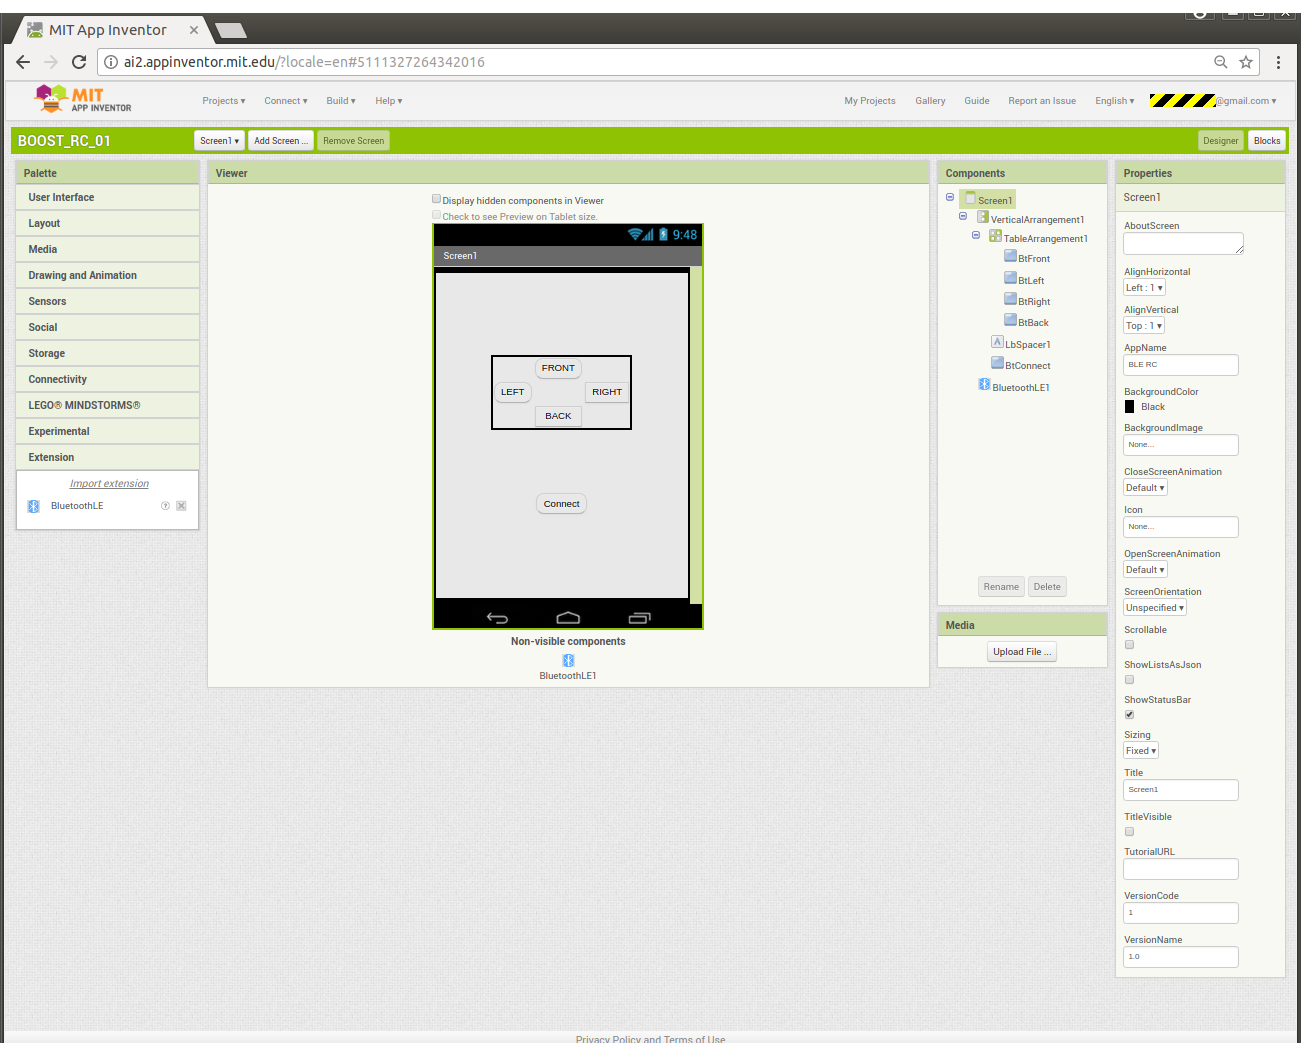 MIT App Inventor ×
ai2.appinventor.mit.edu/?locale=en#5111327264342016
MIT
APP INVENTOR
Projects ▾ Connect ▾ Build ▾ Help ▾ My Projects Gallery Guide Report an Issue English ▾ @gmail.com ▾
BOOST_RC_01 Screen1 ▾ Add Screen ... Remove Screen Designer Blocks
Palette
User Interface
Layout
Media
Drawing and Animation
Sensors
Social
Storage
Connectivity
LEGO® MINDSTORMS®
Experimental
Extension
Import extension
BluetoothLE ? ×
Viewer
Display hidden components in Viewer
Check to see Preview on Tablet size.
9:48
Screen1
FRONT
LEFT RIGHT
BACK
Connect
Non-visible components
BluetoothLE1
Components
Screen1
VerticalArrangement1
TableArrangement1
BtFront
BtLeft
BtRight
BtBack
A LbSpacer1
BtConnect
BluetoothLE1
Rename Delete
Media
Upload File ...
Properties
Screen1
AboutScreen
AlignHorizontal
Left : 1 ▾
AlignVertical
Top : 1 ▾
AppName
BLE RC
BackgroundColor
Black
BackgroundImage
None...
CloseScreenAnimation
Default ▾
Icon
None...
OpenScreenAnimation
Default ▾
ScreenOrientation
Unspecified ▾
Scrollable
ShowListsAsJson
ShowStatusBar
Sizing
Fixed ▾
Title
Screen1
TitleVisible
TutorialURL
VersionCode
1
VersionName
1.0
Privacy Policy and Terms of Use